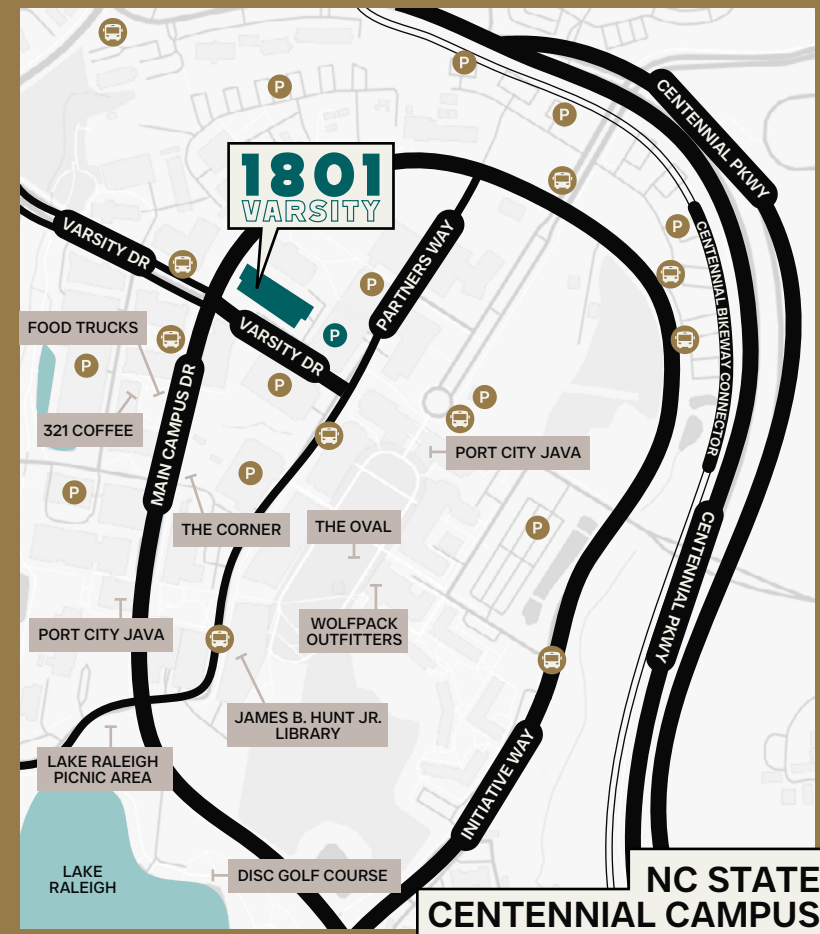 P
P
P
CENTENNIAL PKWY
1801
VARSITY
P
VARSITY DR
PARTNERS WAY
CENTENNIAL BIKEWAY CONNECTOR
P
FOOD TRUCKS
VARSITY DR
P
P
P
P
321 COFFEE
MAIN CAMPUS DR
PORT CITY JAVA
P
P
THE CORNER
THE OVAL
P
CENTENNIAL PKWY
PORT CITY JAVA
WOLFPACK
OUTFITTERS
JAMES B. HUNT JR.
LIBRARY
LAKE RALEIGH
PICNIC AREA
INITIATIVE WAY
LAKE
RALEIGH
DISC GOLF COURSE
NC STATE
CENTENNIAL CAMPUS